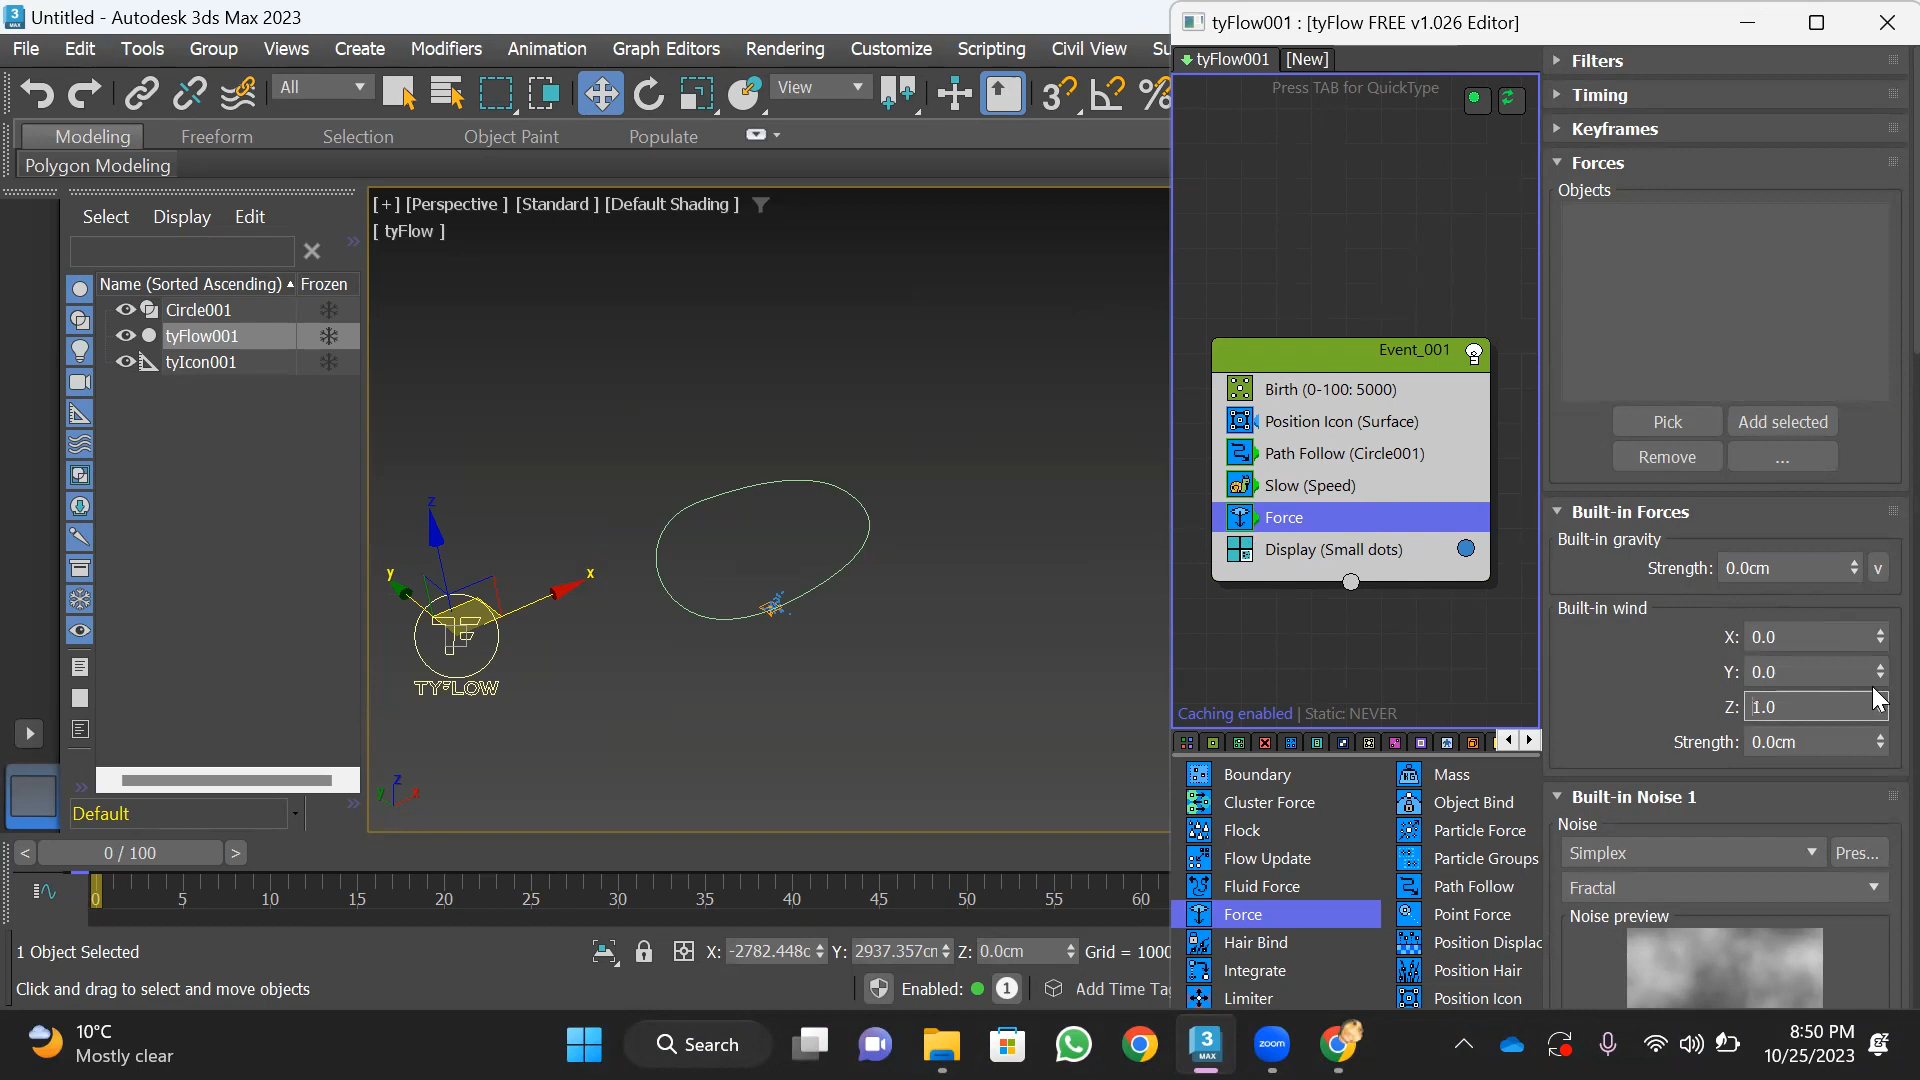 Untitled - Autodesk 3ds Max 2023
File Edit Tools Group Views Create Modifiers Animation Graph Editors Rendering Customize Scripting Civil View Su
All View
Modeling Freeform Selection Object Paint Populate
Polygon Modeling
Select Display Edit
Name (Sorted Ascending) Frozen
Circle001
tyFlow001
tyIcon001
Default
[+] [Perspective ] [Standard ] [Default Shading ]
[ tyFlow ]
z
y
x
TYFLOW
z
y
x
0 / 100
0 5 10 15 20 25 30 35 40 45 50 55 60
1 Object Selected
X: -2782.448c Y: 2937.357cn Z: 0.0cm Grid = 1000
Click and drag to select and move objects
Enabled: 1 Add Time Ta
tyFlow001 : [tyFlow FREE v1.026 Editor]
tyFlow001 [New]
Press TAB for QuickType
Event_001
Birth (0-100: 5000)
Position Icon (Surface)
Path Follow (Circle001)
Slow (Speed)
Force
Display (Small dots)
Caching enabled | Static: NEVER
Boundary Mass
Cluster Force Object Bind
Flock Particle Force
Flow Update Particle Groups
Fluid Force Path Follow
Force Point Force
Hair Bind Position Displac
Integrate Position Hair
Limiter Position Icon
Filters
Timing
Keyframes
Forces
Objects
Pick Add selected
Remove ...
Built-in Forces
Built-in gravity
Strength: 0.0cm v
Built-in wind
X: 0.0
Y: 0.0
Z: 1.0
Strength: 0.0cm
Built-in Noise 1
Noise
Simplex Pres...
Fractal
Noise preview
10°C
Mostly clear
Search
3
MAX
zoom
8:50 PM
10/25/2023